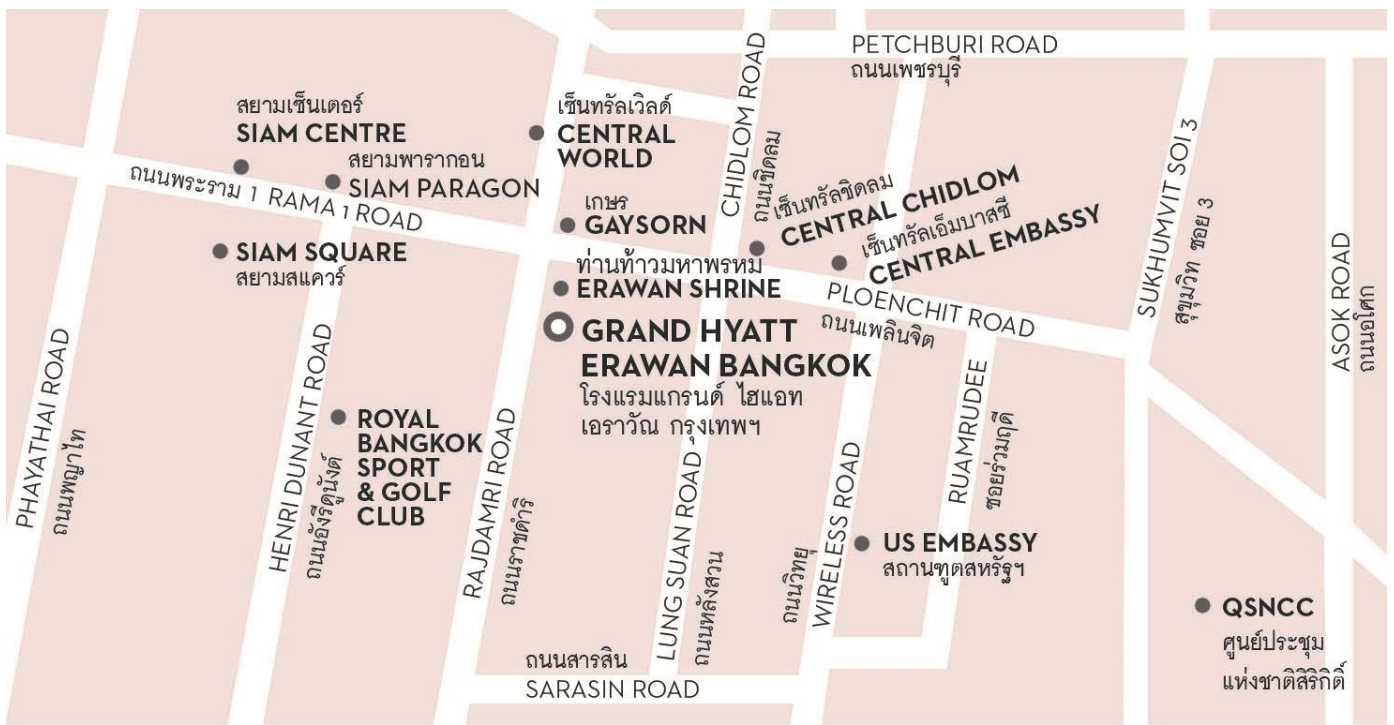 PETCHBURI ROAD
ถนนเพชรบุรี
สยามเซ็นเตอร์
SIAM CENTRE
สยามพารากอน
SIAM PARAGON
เซ็นทรัลเวิลด์
CENTRAL
WORLD
CHIDLOM ROAD
ถนนชิดลม
ถนนพระราม 1 RAMA 1 ROAD
เกษร
GAYSORN
เซ็นทรัลชิดลม
CENTRAL CHIDLOM
เซ็นทรัลเอ็มบาสซี
CENTRAL EMBASSY
SUKHUMVIT SOI 3
สุขุมวิท ซอย 3
SIAM SQUARE
สยามสแควร์
ท่านท้าวมหาพรหม
ERAWAN SHRINE
PLOENCHIT ROAD
ถนนเพลินจิต
ASOK ROAD
ถนนอโศก
GRAND HYATT
ERAWAN BANGKOK
โรงแรมแกรนด์ ไฮแอท
เอราวัณ กรุงเทพฯ
PHAYATHAI ROAD
ถนนพญาไท
HENRI DUNANT ROAD
ถนนอังรีดูนังต์
ROYAL
BANGKOK
SPORT
& GOLF
CLUB
RAJDAMRI ROAD
ถนนราชดำริ
LUNG SUAN ROAD
ถนนหลังสวน
WIRELESS ROAD
ถนนวิทยุ
RUAMRUDEE
ซอยร่วมฤดี
US EMBASSY
สถานฑูตสหรัฐฯ
QSNCC
ศูนย์ประชุม
แห่งชาติสิริกิติ์
ถนนสารสิน
SARASIN ROAD